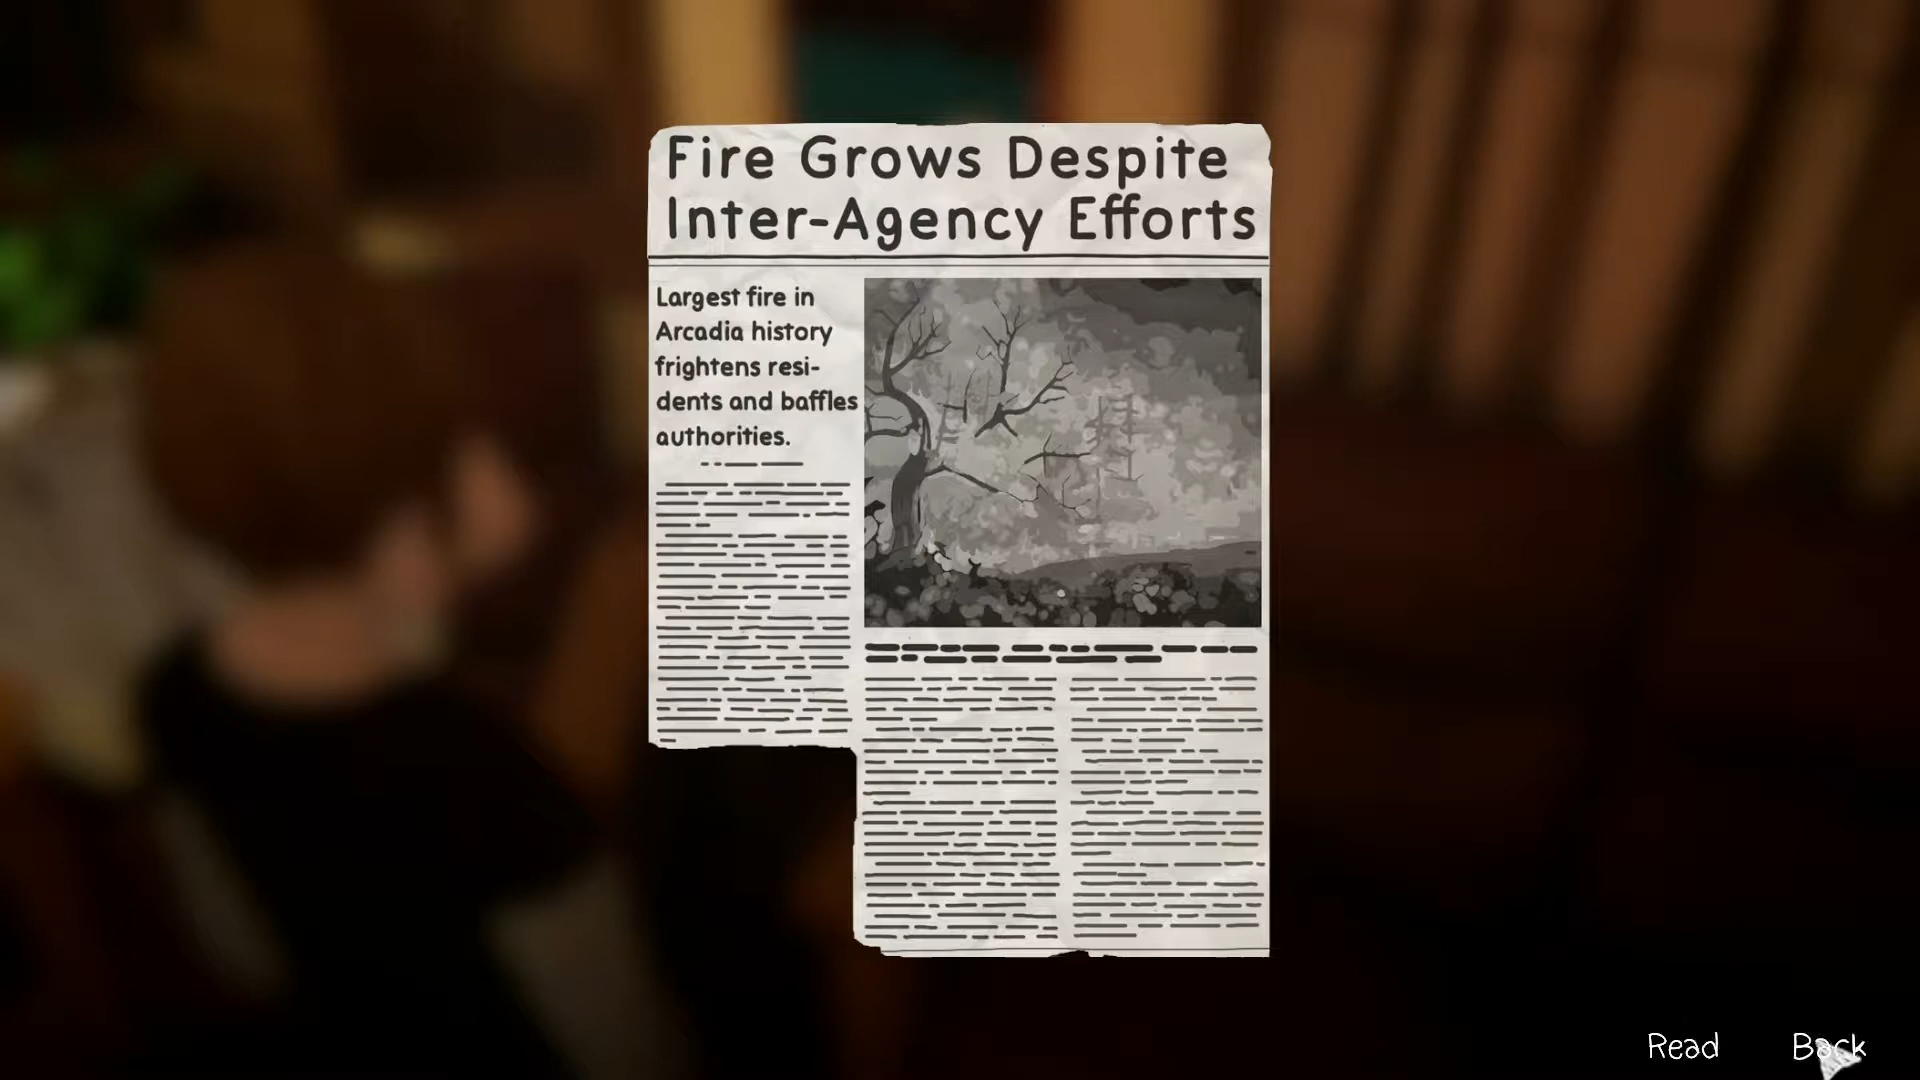 Fire Grows Despite
Inter-Agency Efforts
Largest fire in
Arcadia history
frightens resi-
dents and baffles
authorities.
Read
Back